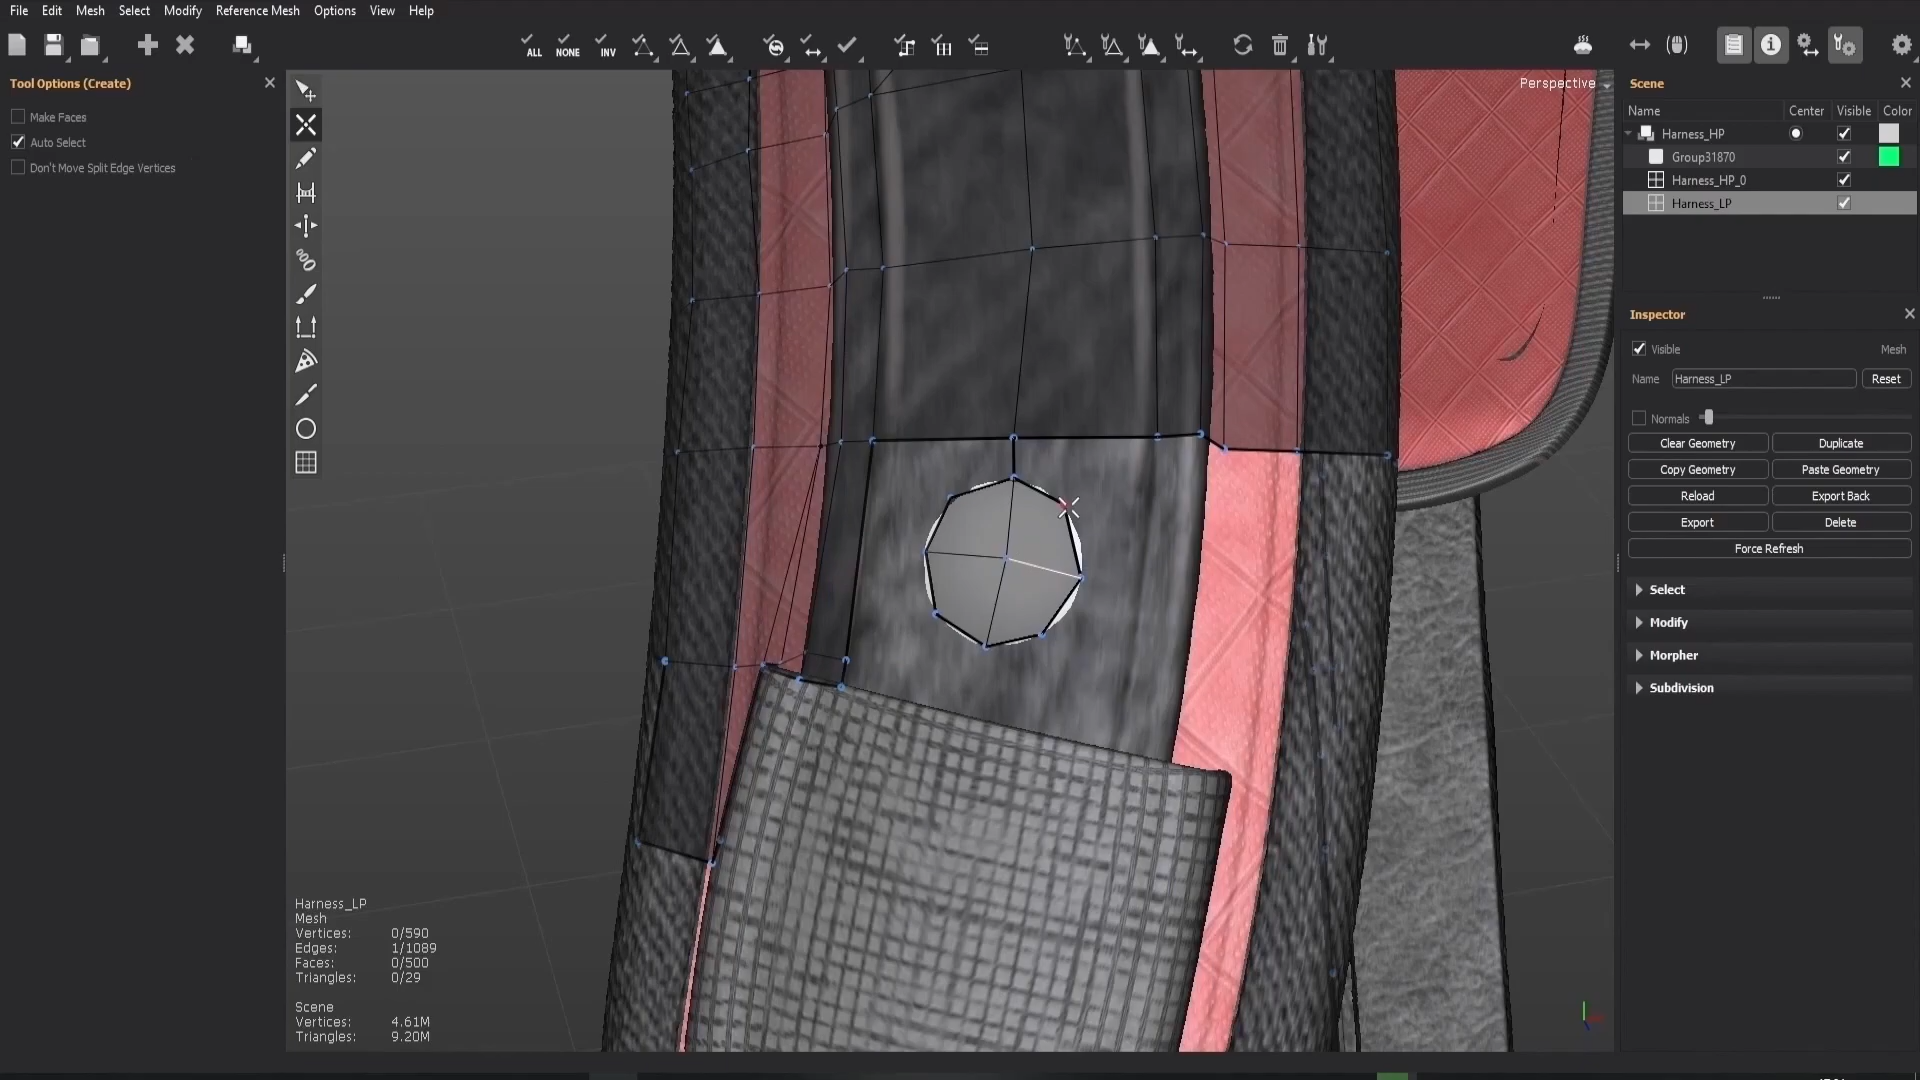 File Edit Mesh Select Modify Reference Mesh Options View Help
ALL NONE INV
Tool Options (Create)
Make Faces
Auto Select
Don't Move Split Edge Vertices
Perspective
Harness_LP
Mesh
Vertices: 0/590
Edges: 1/1089
Faces: 0/500
Triangles: 0/29
Scene
Vertices: 4.61M
Triangles: 9.20M
Scene
Name Center Visible Color
Harness_HP
Group31870
Harness_HP_0
Harness_LP
Inspector
Visible Mesh
Name Harness_LP Reset
Normals
Clear Geometry Duplicate
Copy Geometry Paste Geometry
Reload Export Back
Export Delete
Force Refresh
Select
Modify
Morpher
Subdivision